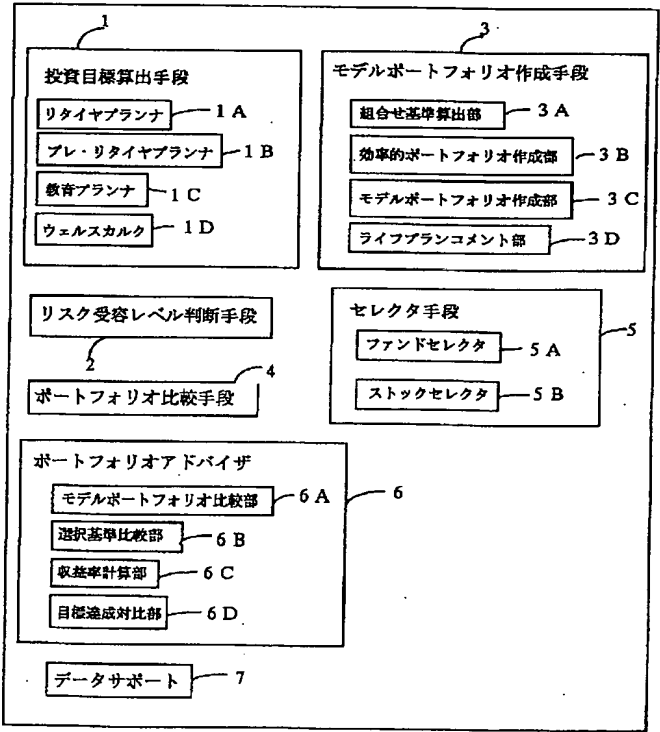 1
投資目標算出手段
リタイヤプランナ 1A
プレ・リタイヤプランナ 1B
教育プランナ 1C
ウェルスカルク 1D
3
モデルポートフォリオ作成手段
組合せ基準算出部 3A
効率的ポートフォリオ作成部 3B
モデルポートフォリオ作成部 3C
ライフプランコメント部 3D
リスク受容レベル判断手段
2
4
ポートフォリオ比較手段
セレクタ手段
5
ファンドセレクタ 5A
ストックセレクタ 5B
ポートフォリオアドバイザ
6
モデルポートフォリオ比較部 6A
選択基準比較部 6B
収益率計算部 6C
目標達成対比部 6D
データサポート 7